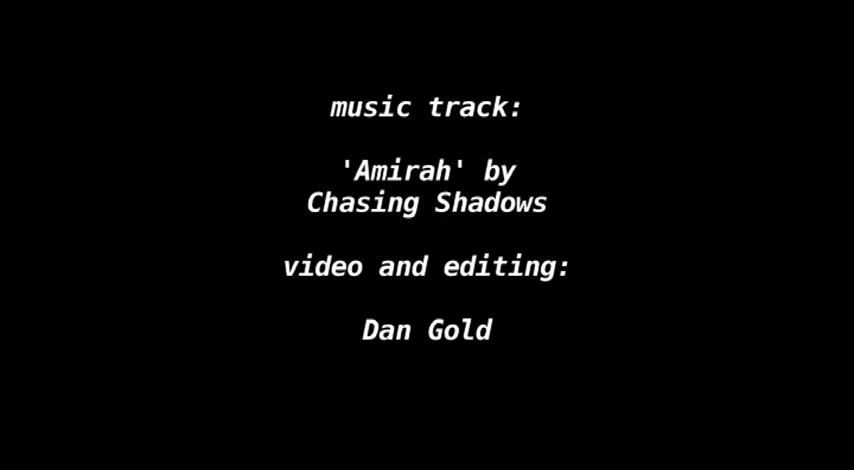 music track:
'Amirah' by
Chasing Shadows
video and editing:
Dan Gold